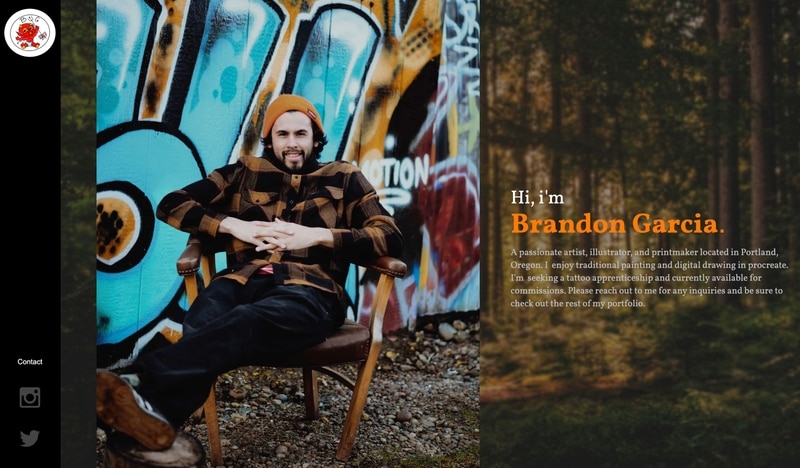 BSG
MOTION
Hi, i'm
Brandon Garcia.
A passionate artist, illustrator, and printmaker located in Portland,
Oregon. I enjoy traditional painting and digital drawing in procreate.
I'm seeking a tattoo apprenticeship and currently available for
commissions. Please reach out to me for any inquiries and be sure to
check out the rest of my portfolio.
Contact